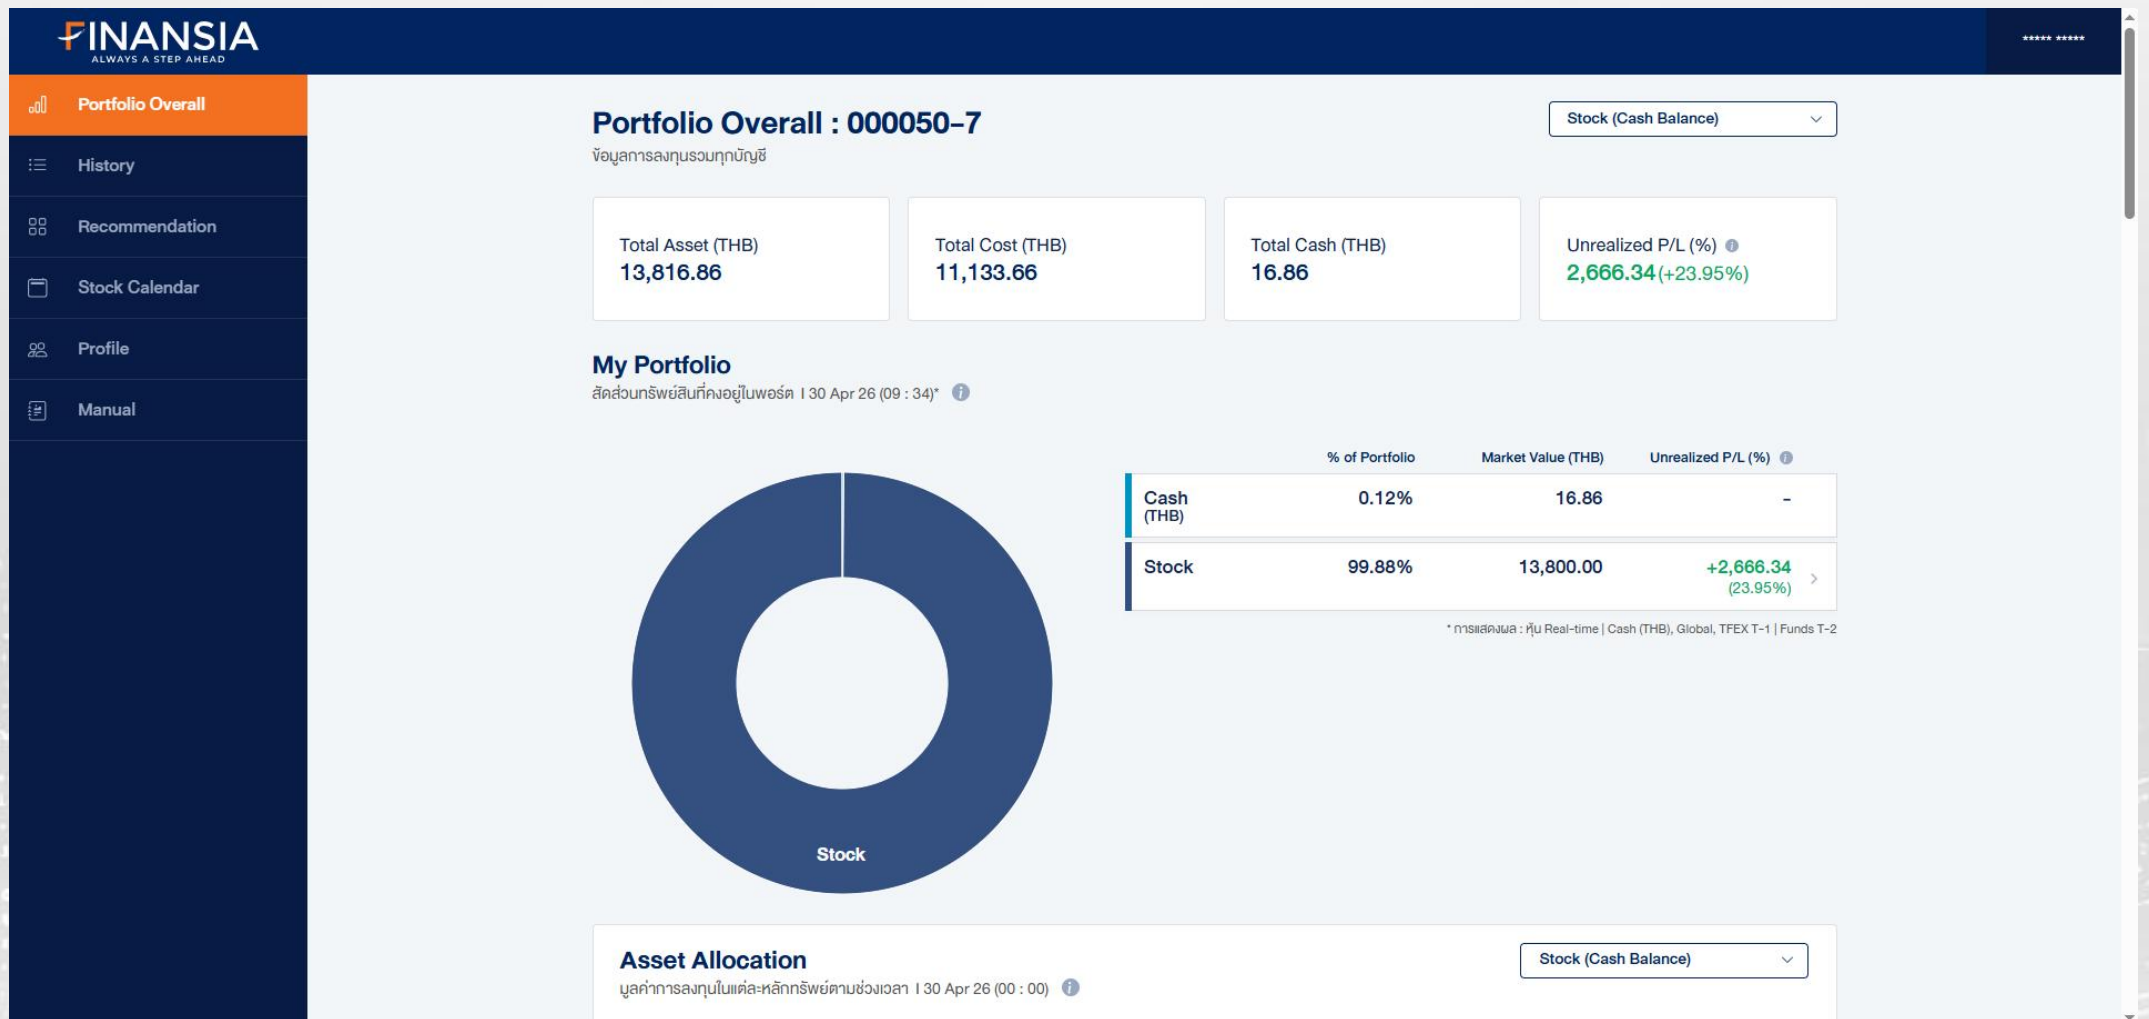 FINANSIA
ALWAYS A STEP AHEAD
***** *****
Portfolio Overall
History
Recommendation
Stock Calendar
Profile
Manual
Portfolio Overall : 000050-7
ข้อมูลการลงทุนรวมทุกบัญชี
Stock (Cash Balance)
Total Asset (THB)
13,816.86
Total Cost (THB)
11,133.66
Total Cash (THB)
16.86
Unrealized P/L (%)
2,666.34(+23.95%)
My Portfolio
สัดส่วนทรัพย์สินที่คงอยู่ในพอร์ต I 30 Apr 26 (09 : 34)*
% of Portfolio Market Value (THB) Unrealized P/L (%)
Cash 0.12% 16.86 -
(THB)
Stock 99.88% 13,800.00 +2,666.34
(23.95%)
* การแสดงผล : หุ้น Real-time | Cash (THB), Global, TFEX T-1 | Funds T-2
Stock
Asset Allocation
มูลค่าการลงทุนในแต่ละหลักทรัพย์ตามช่วงเวลา I 30 Apr 26 (00 : 00)
Stock (Cash Balance)